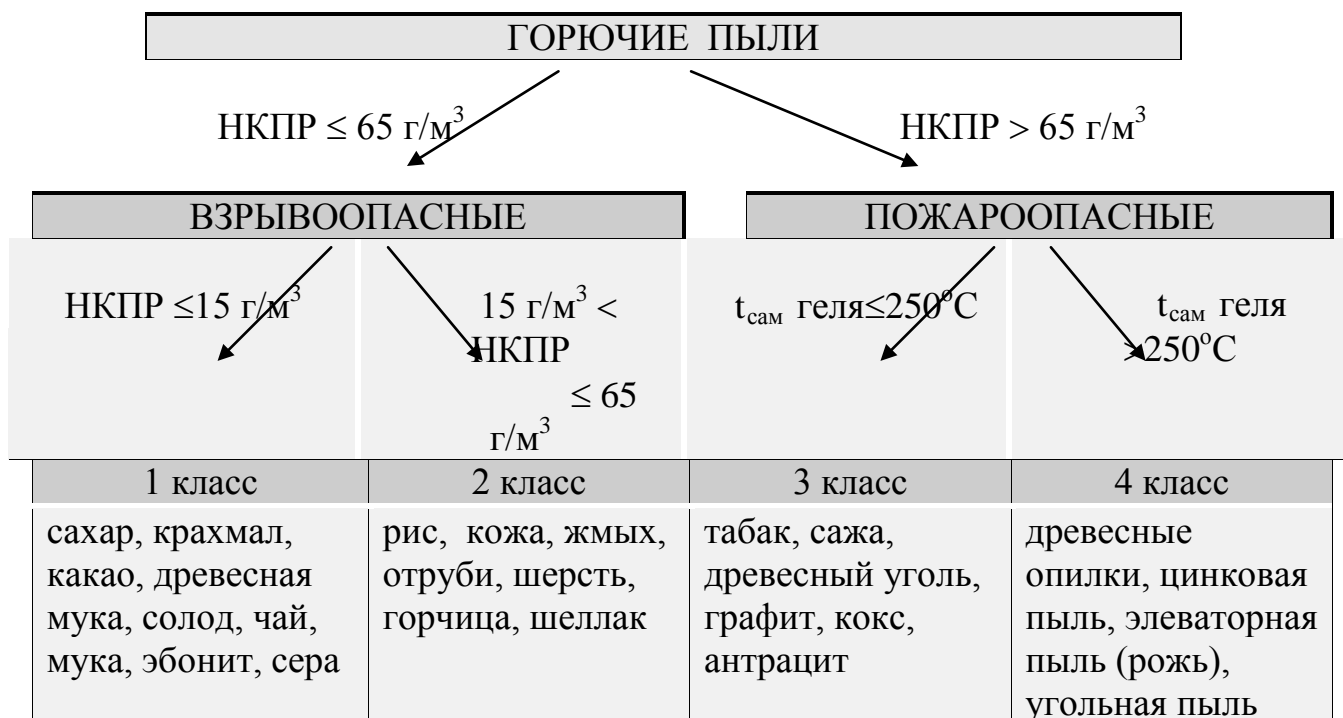 ГОРЮЧИЕ ПЫЛИ
НКПР ≤ 65 г/м³
НКПР > 65 г/м³
ВЗРЫВООПАСНЫЕ
ПОЖАРООПАСНЫЕ
НКПР ≤15 г/м³
15 г/м³ <
НКПР
≤ 65
г/м³
tсам геля≤250°С
tсам геля
>250°С
1 класс
2 класс
3 класс
4 класс
сахар, крахмал,
какао, древесная
мука, солод, чай,
мука, эбонит, сера
рис, кожа, жмых,
отруби, шерсть,
горчица, шеллак
табак, сажа,
древесный уголь,
графит, кокс,
антрацит
древесные
опилки, цинковая
пыль, элеваторная
пыль (рожь),
угольная пыль